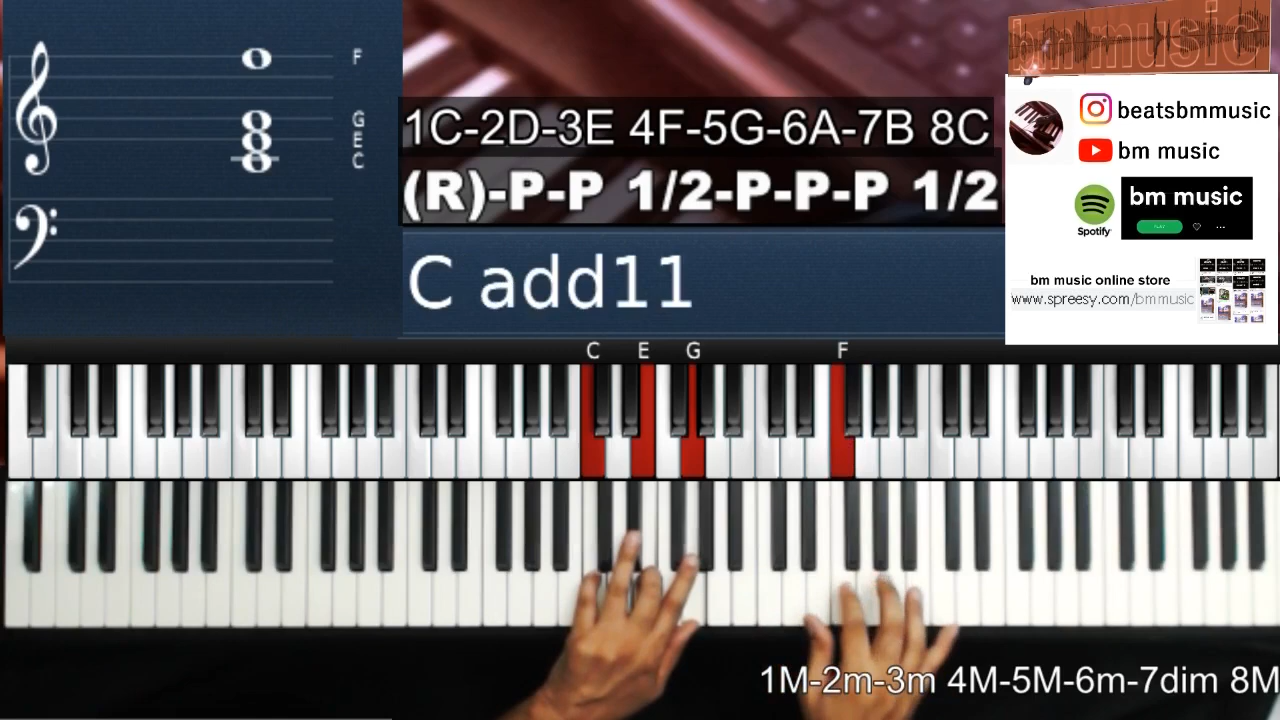 bm music
F
G
E
C
1C-2D-3E 4F-5G-6A-7B 8C
(R)-P-P 1/2-P-P-P 1/2
C add11
beatsbmmusic
bm music
bm music
Spotify
PLAY
bm music online store
www.spreesy.com/bmmusic
C E G F
1M-2m-3m 4M-5M-6m-7dim 8M